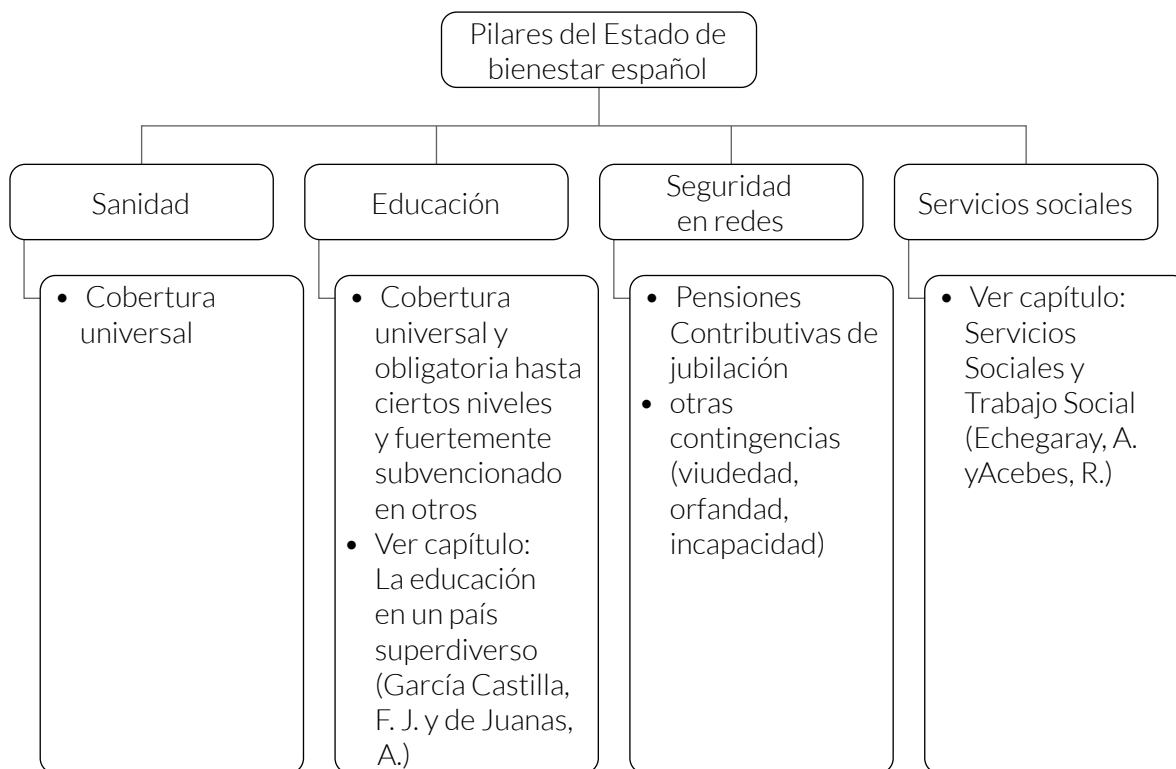 Pilares del Estado de
bienestar español
Sanidad
Educación
Seguridad
en redes
Servicios sociales
• Cobertura
universal
• Cobertura
universal y
obligatoria hasta
ciertos niveles
y fuertemente
subvencionado
en otros
• Ver capítulo:
La educación
en un país
superdiverso
(García Castilla,
F. J. y de Juanas,
A.)
• Pensiones
Contributivas de
jubilación
• otras
contingencias
(viudedad,
orfandad,
incapacidad)
• Ver capítulo:
Servicios
Sociales y
Trabajo Social
(Echegaray, A.
yAcebes, R.)